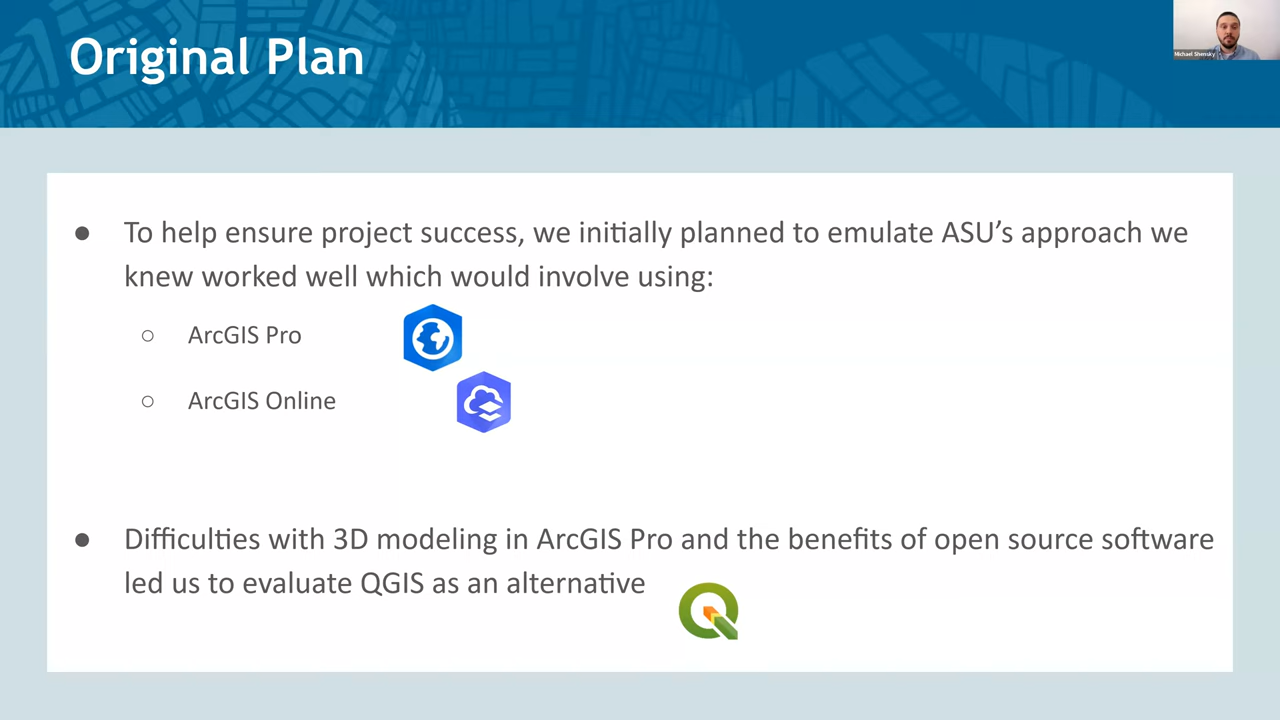 Original Plan
Michael Shensky
● To help ensure project success, we initially planned to emulate ASU's approach we
knew worked well which would involve using:
○ ArcGIS Pro
○ ArcGIS Online
● Difficulties with 3D modeling in ArcGIS Pro and the benefits of open source software
led us to evaluate QGIS as an alternative